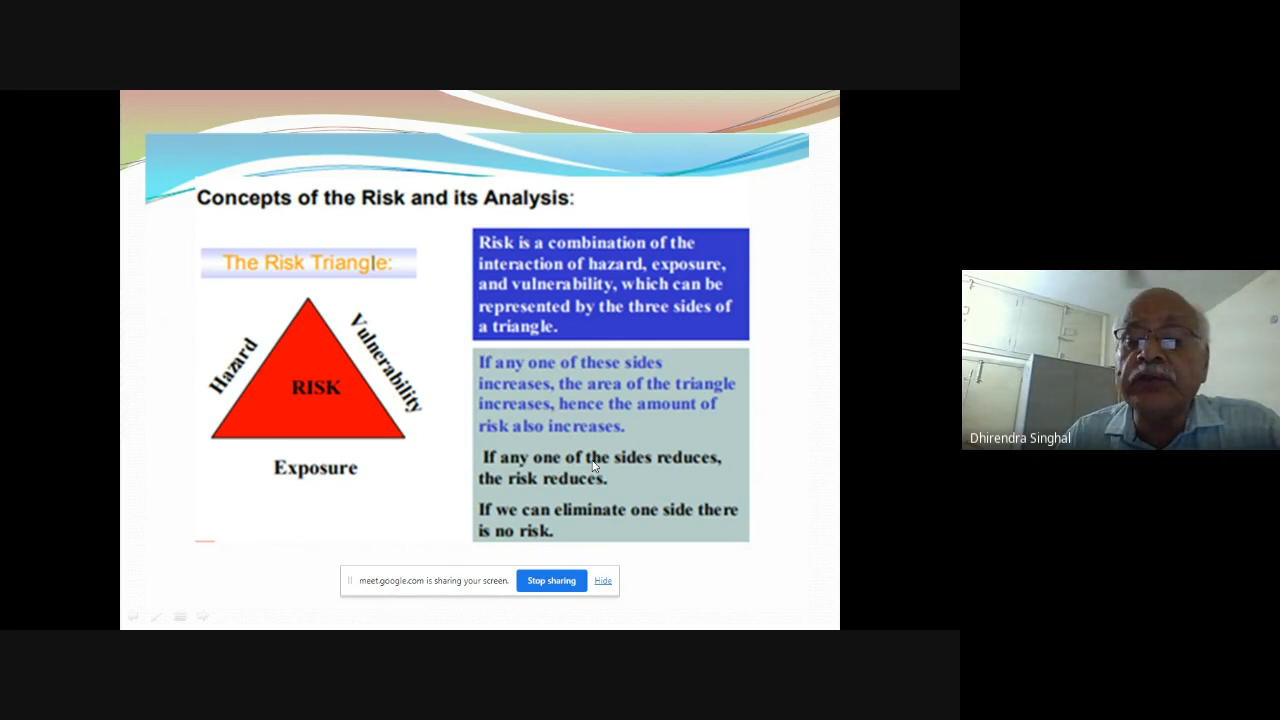 Concepts of the Risk and its Analysis:
The Risk Triangle:
Hazard
Vulnerability
RISK
Exposure
Risk is a combination of the
interaction of hazard, exposure,
and vulnerability, which can be
represented by the three sides of
a triangle.
If any one of these sides
increases, the area of the triangle
increases, hence the amount of
risk also increases.
If any one of the sides reduces,
the risk reduces.
If we can eliminate one side there
is no risk.
meet.google.com is sharing your screen.
Stop sharing
Hide
Dhirendra Singhal